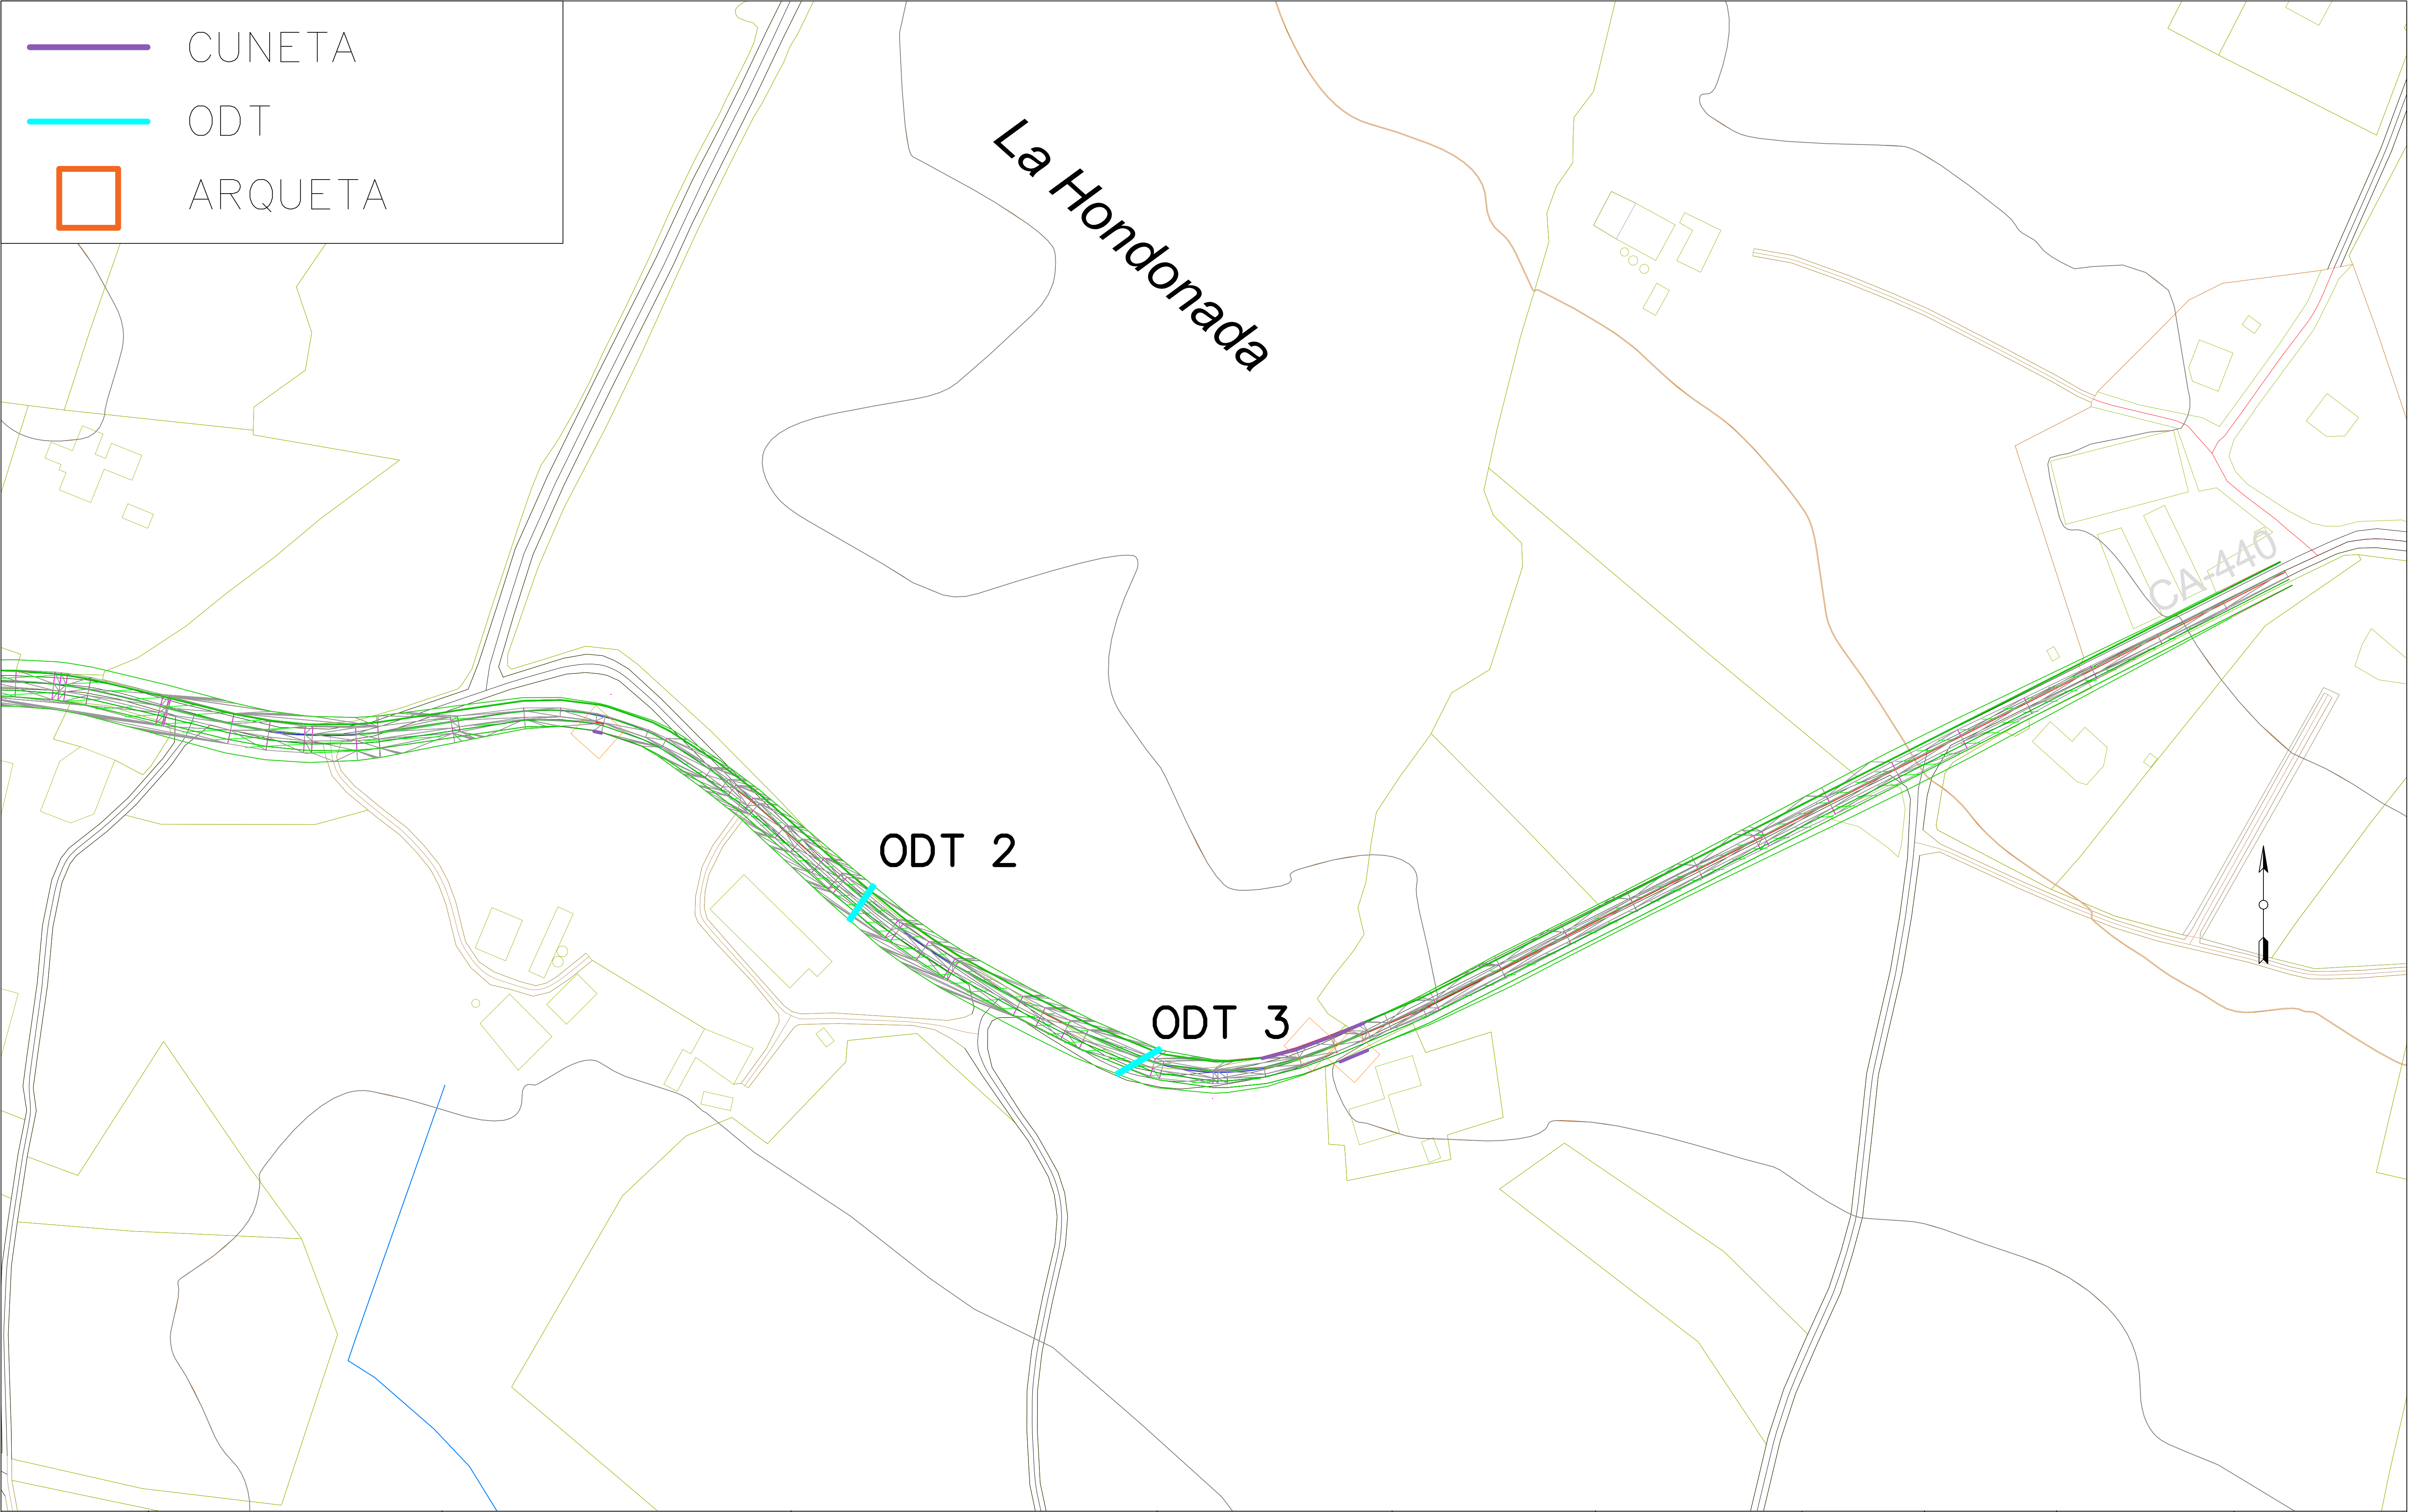 CUNETA
ODT
ARQUETA
La Hondonada
CA-440
ODT 2
ODT 3